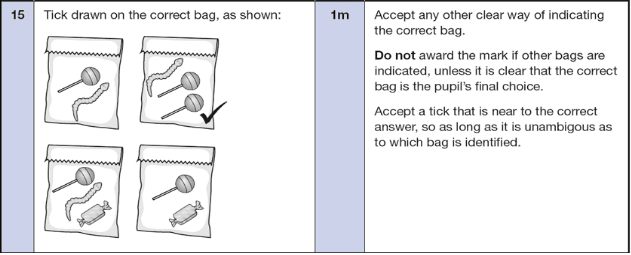 15
Tick drawn on the correct bag, as shown:
1m
Accept any other clear way of indicating
the correct bag.
Do not award the mark if other bags are
indicated, unless it is clear that the correct
bag is the pupil's final choice.
Accept a tick that is near to the correct
answer, so as long as it is unambigous as
to which bag is identified.